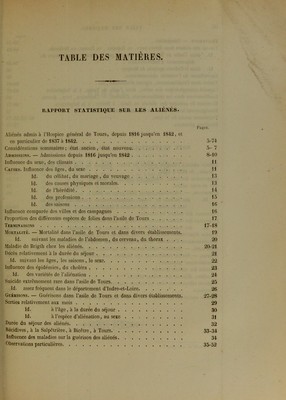 TABLE DES MATIÈRES.
RAPPORT STATISTIQUE SUR LES ALIÉNÉS.
Pages.
Aliénés admis à l'Hospice général de Tours, depuis 1816 jusqu'en 1842, et
en particulier de 1837 à 1842. 5-74
Considérations sommaires; état ancien, état nouveau. 5-7
Admissions. — Admissions depuis 1816 jusqu'en 1842 6-10
Influence du sexe, des climats 11
Causes. Influence des âges, du sexe 11
Id. du célibat, du mariage, du veuvage 15
Id. des causes physiques et morales. 13
Id. de l'hérédité. 14
Id. des professions 15
Id. des saisons 16
Influence comparée des villes et des campagnes 16
Proportion des différentes espèces de folies dans l'asile de Tours 17
Terminaisons 17-18
Mortalité. — Mortalité dans l'asile de Tours et dans divers établissements. 19
Id. suivant les maladies de l'abdomen, du cerveau, du thorax 20
Maladie de Brigth chez les aliénés. 20-21
Décès relativement à la durée du séjour 21
Id. suivant les âges, les saisons, le sexe. 22
Influence des épidémies, du choléra 23
Id. des variétés de l'aliénation 24
Suicide extrêmement rare dans l'asile de Tours. 25
Id. assez fréquent dans le département d'Indre-et-Loire. 26
Guérisons. — Guérisons dans l'asile de Tours et dans divers établissements. 27-28
Sorties relativement aux mois 29
Id. à l'âge, à la durée du séjour 30
Id. à l'espèce d'aliénation, au sexe 31
Durée du séjour des aliénés. 32
Récidives, à la Salpêtrière, à Bicêtre, à Tours. 33-34
Influence des maladies sur la guérison des aliénés. 34
Observations particulières. 35-52